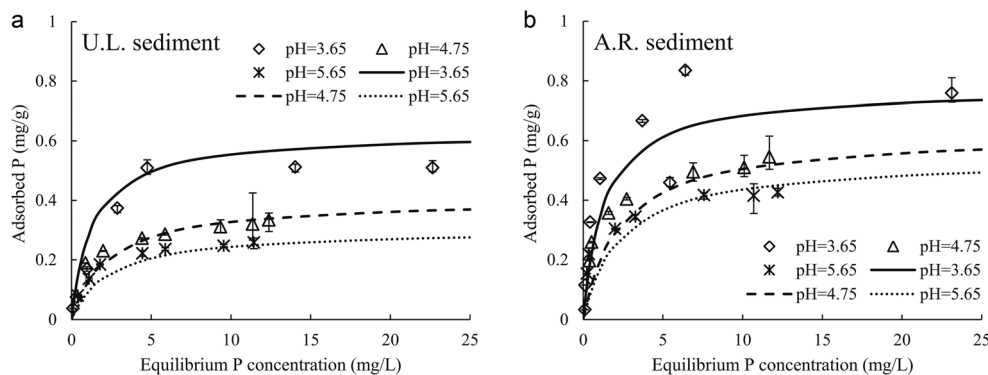 a
U.L. sediment
pH=3.65 pH=4.75
pH=5.65 pH=3.65
pH=4.75 pH=5.65
1
0.8
0.6
0.4
0.2
0
Adsorbed P (mg/g)
0 5 10 15 20 25
Equilibrium P concentration (mg/L)
b
A.R. sediment
1
0.8
0.6
0.4
0.2
0
Adsorbed P (mg/g)
pH=3.65 pH=4.75
pH=5.65 pH=3.65
pH=4.75 pH=5.65
0 5 10 15 20 25
Equilibrium P concentration (mg/L)